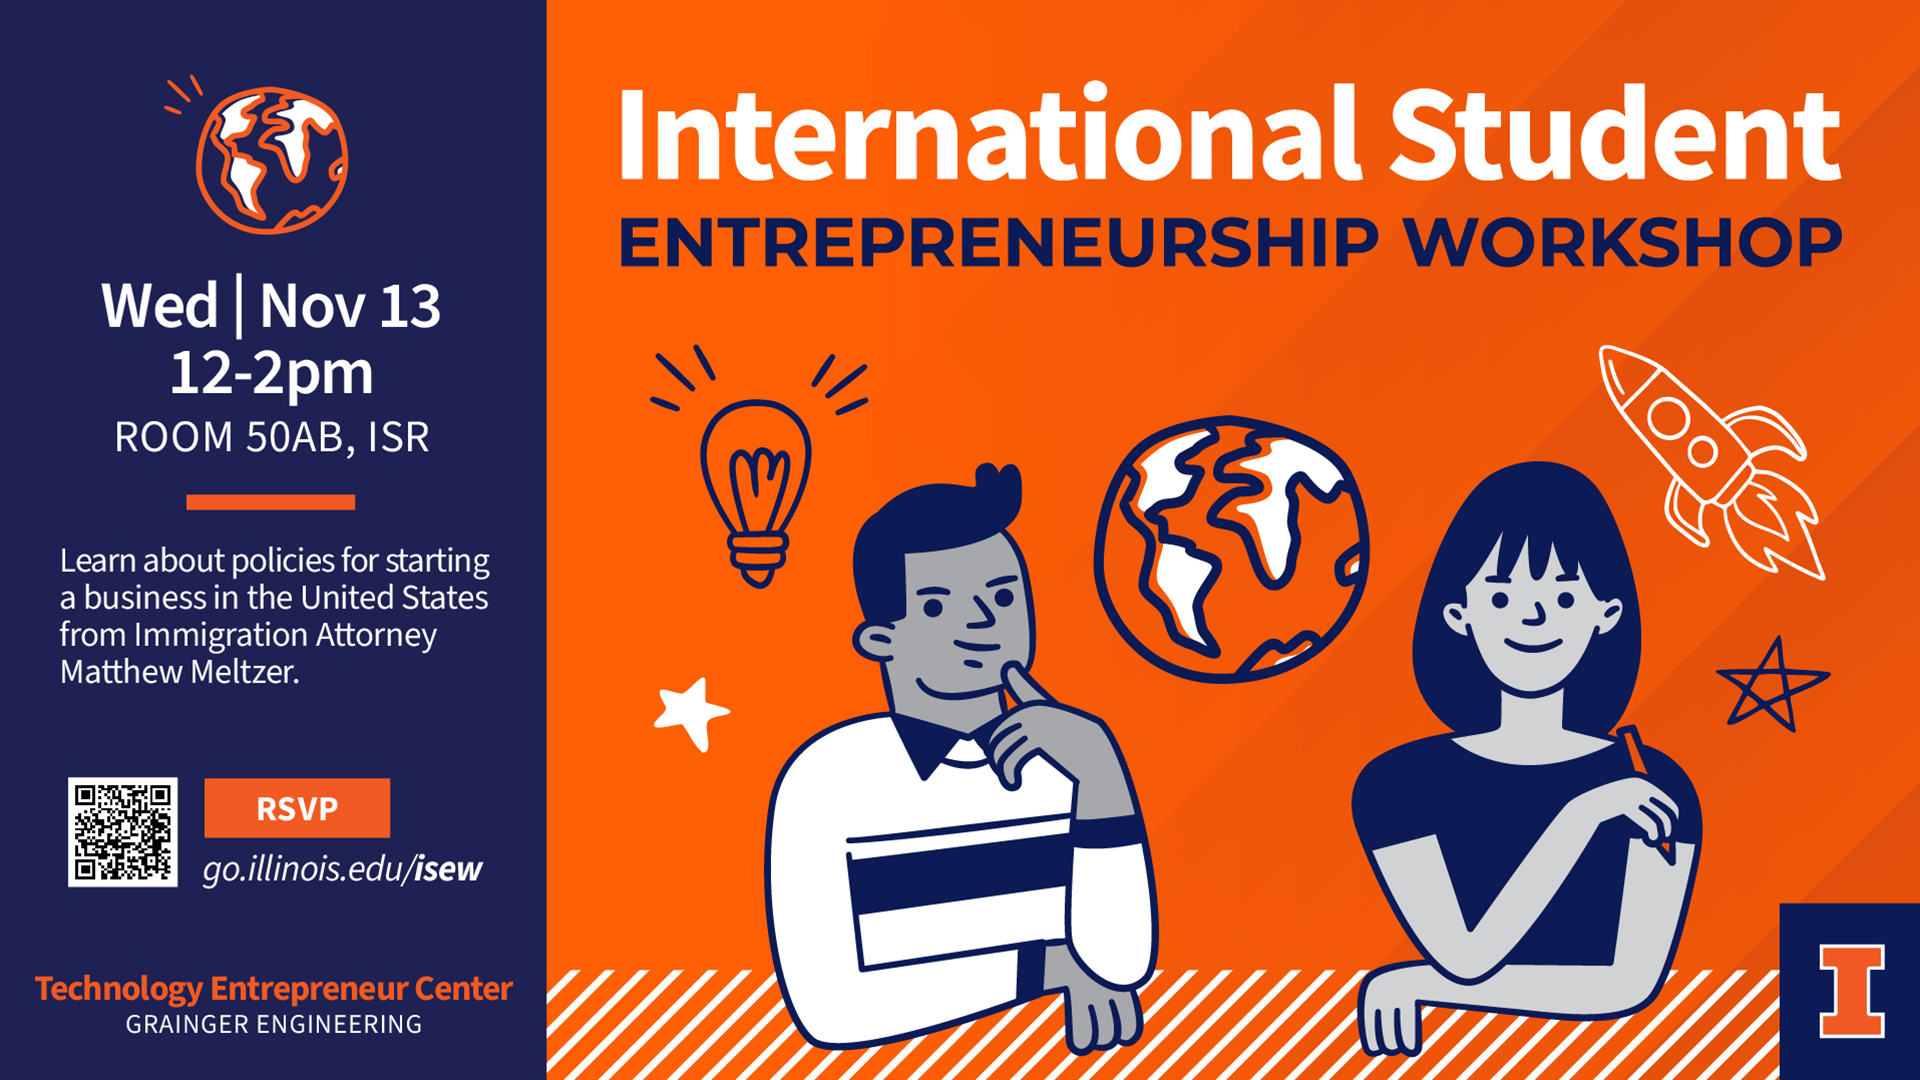 Wed | Nov 13
12-2pm
ROOM 50AB, ISR
Learn about policies for starting
a business in the United States
from Immigration Attorney
Matthew Meltzer.
RSVP
go.illinois.edu/isew
Technology Entrepreneur Center
GRAINGER ENGINEERING
International Student
ENTREPRENEURSHIP WORKSHOP
I